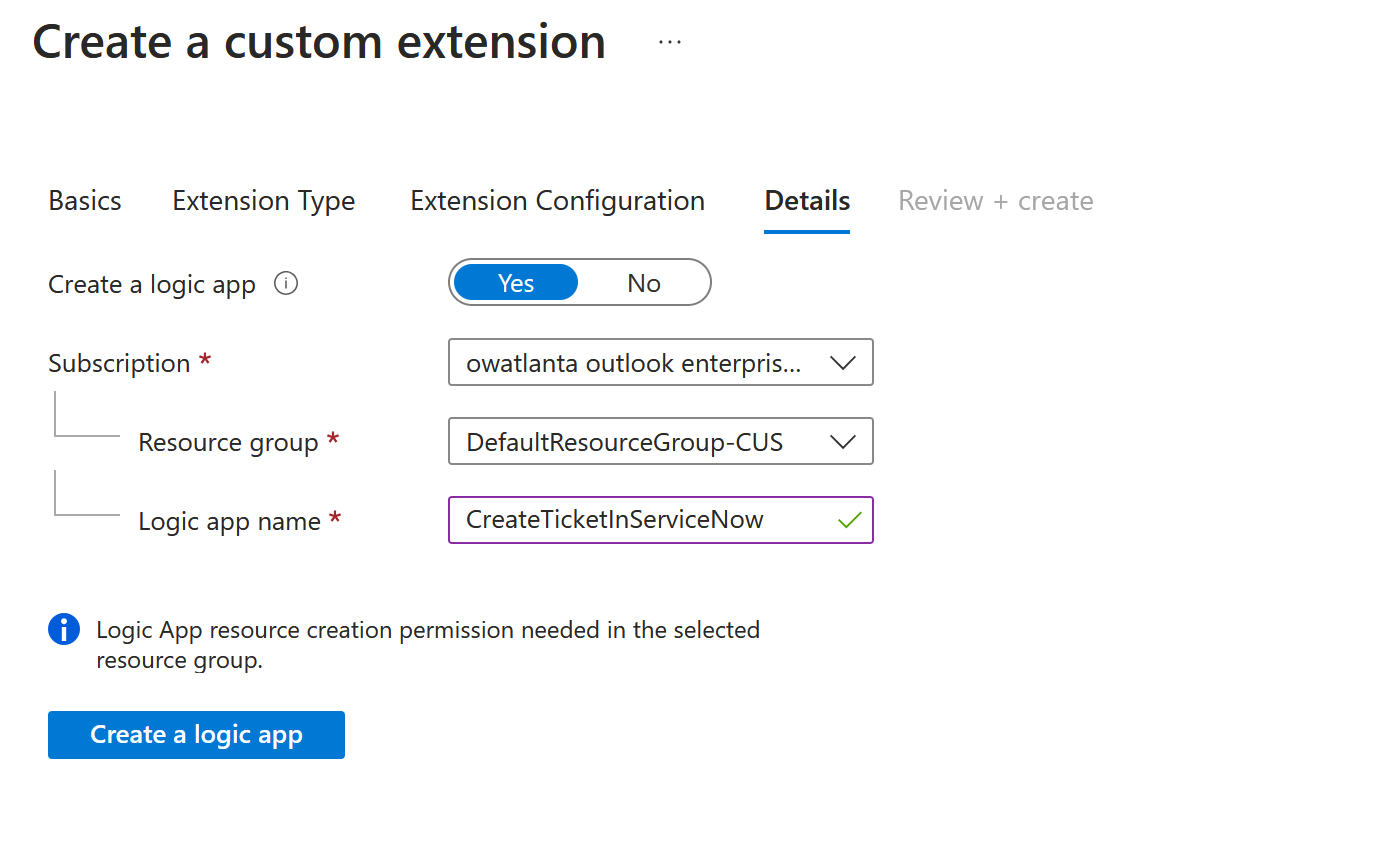 Create a custom extension ...
Basics Extension Type Extension Configuration Details Review + create
Create a logic app Yes No
Subscription * owatlanta outlook enterpris...
Resource group * DefaultResourceGroup-CUS
Logic app name * CreateTicketInServiceNow
Logic App resource creation permission needed in the selected
resource group.
Create a logic app